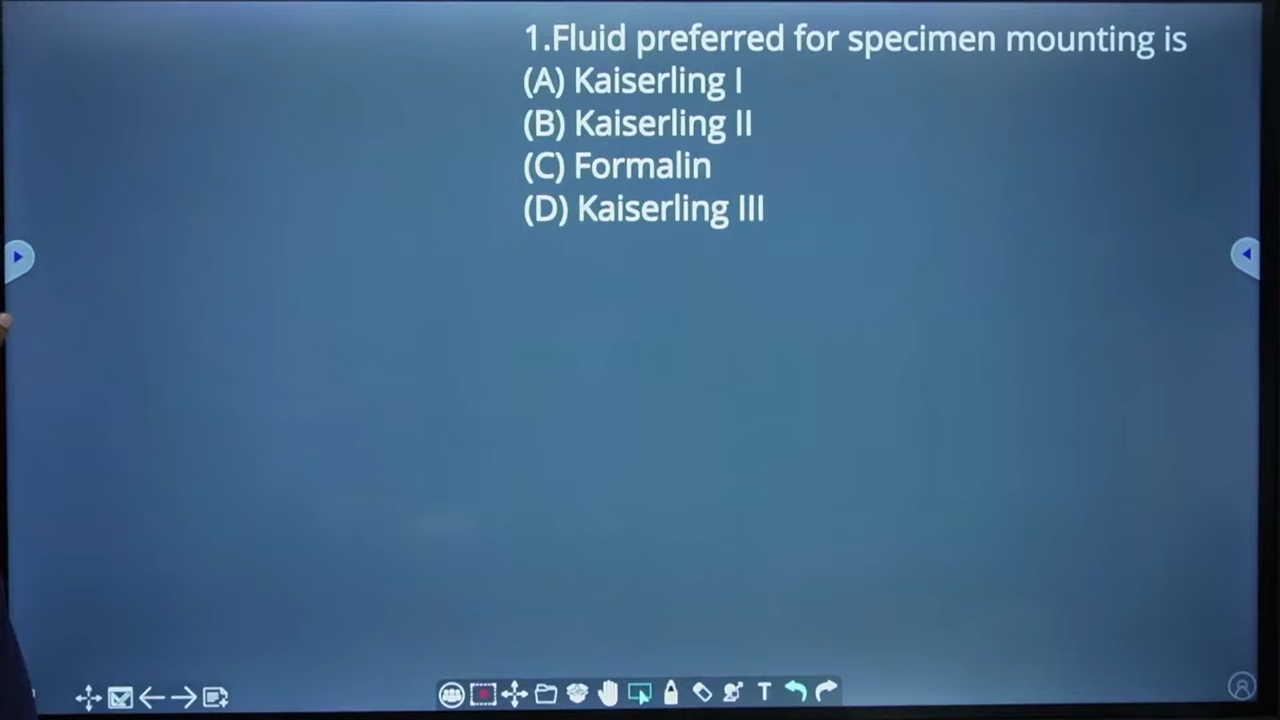 1.Fluid preferred for specimen mounting is
(A) Kaiserling I
(B) Kaiserling II
(C) Formalin
(D) Kaiserling III
T